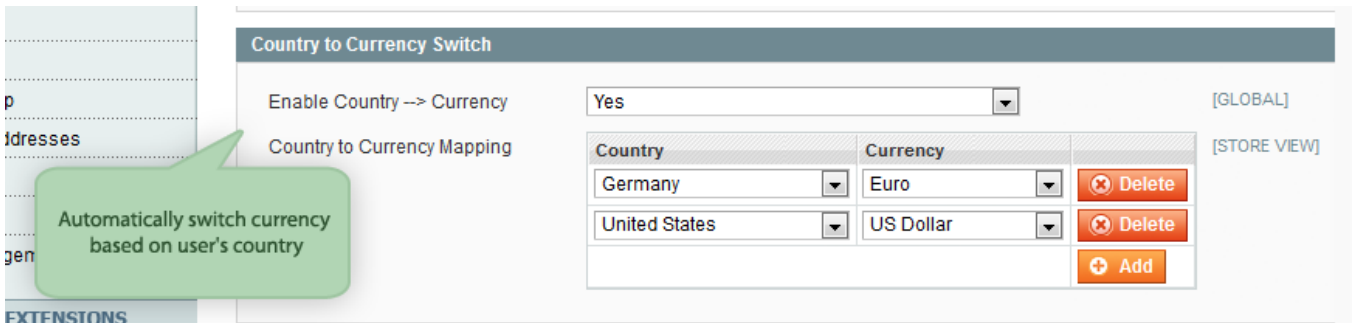 Country to Currency Switch
Enable Country --> Currency
Yes
[GLOBAL]
Country to Currency Mapping
Country
Currency
[STORE VIEW]
Germany
Euro
Delete
United States
US Dollar
Delete
Add
Automatically switch currency
based on user's country
EXTENSIONS